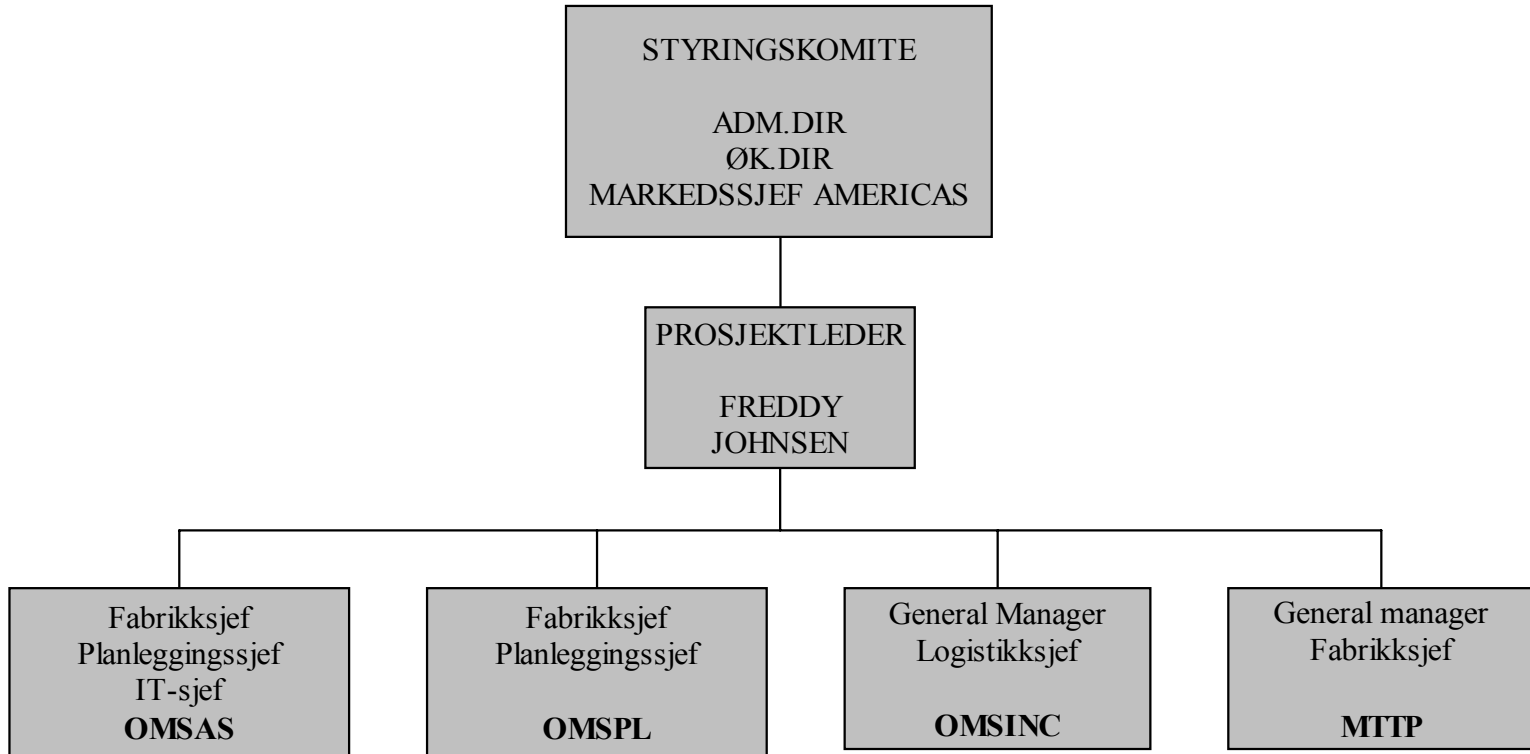 STYRINGSKOMITE
ADM.DIR
ØK.DIR
MARKEDSSJEF AMERICAS
PROSJEKTLEDER
FREDDY
JOHNSEN
Fabrikksjef
Planleggingssjef
IT-sjef
OMSAS
Fabrikksjef
Planleggingssjef
OMSPL
General Manager
Logistikksjef
OMSINC
General manager
Fabrikksjef
MTTP